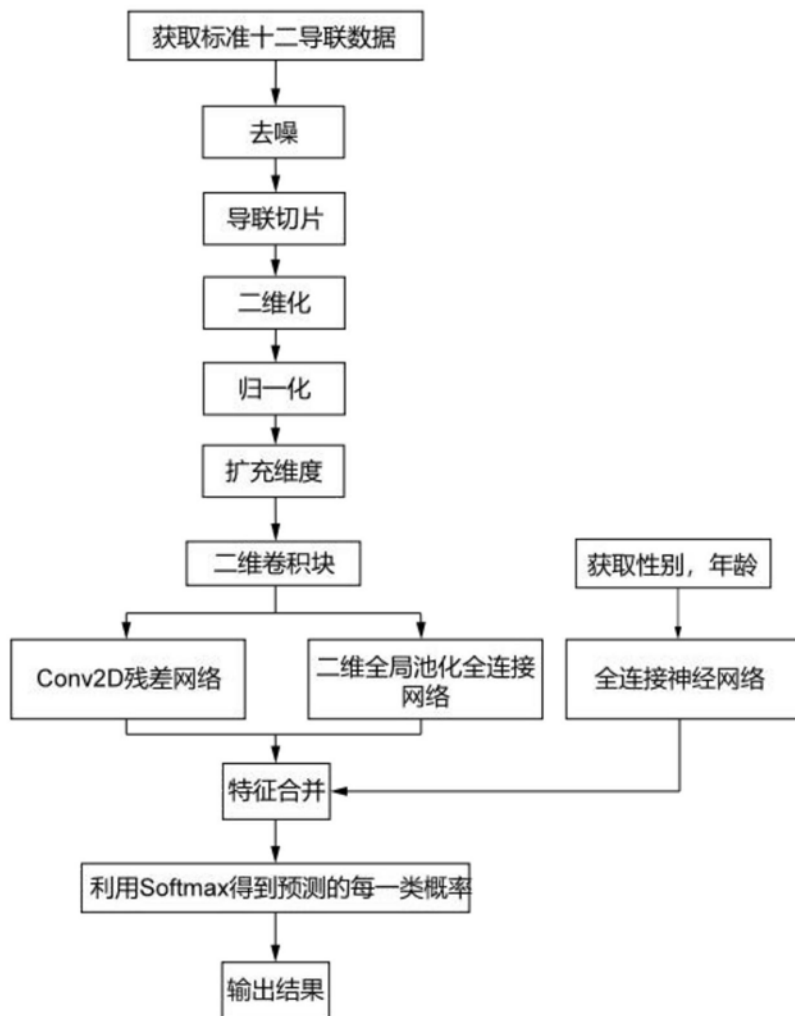 获取标准十二导联数据
去噪
导联切片
二维化
归一化
扩充维度
二维卷积块
获取性别，年龄
Conv2D残差网络
二维全局池化全连接
网络
全连接神经网络
特征合并
利用Softmax得到预测的每一类概率
输出结果